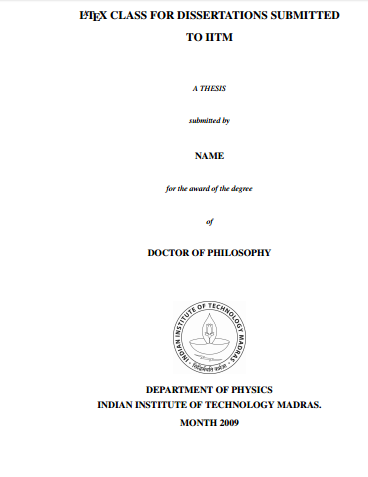 LATEX CLASS FOR DISSERTATIONS SUBMITTED
TO IITM
A THESIS
submitted by
NAME
for the award of the degree
of
DOCTOR OF PHILOSOPHY
INDIAN INSTITUTE OF TECHNOLOGY MADRAS
DEPARTMENT OF PHYSICS
INDIAN INSTITUTE OF TECHNOLOGY MADRAS.
MONTH 2009